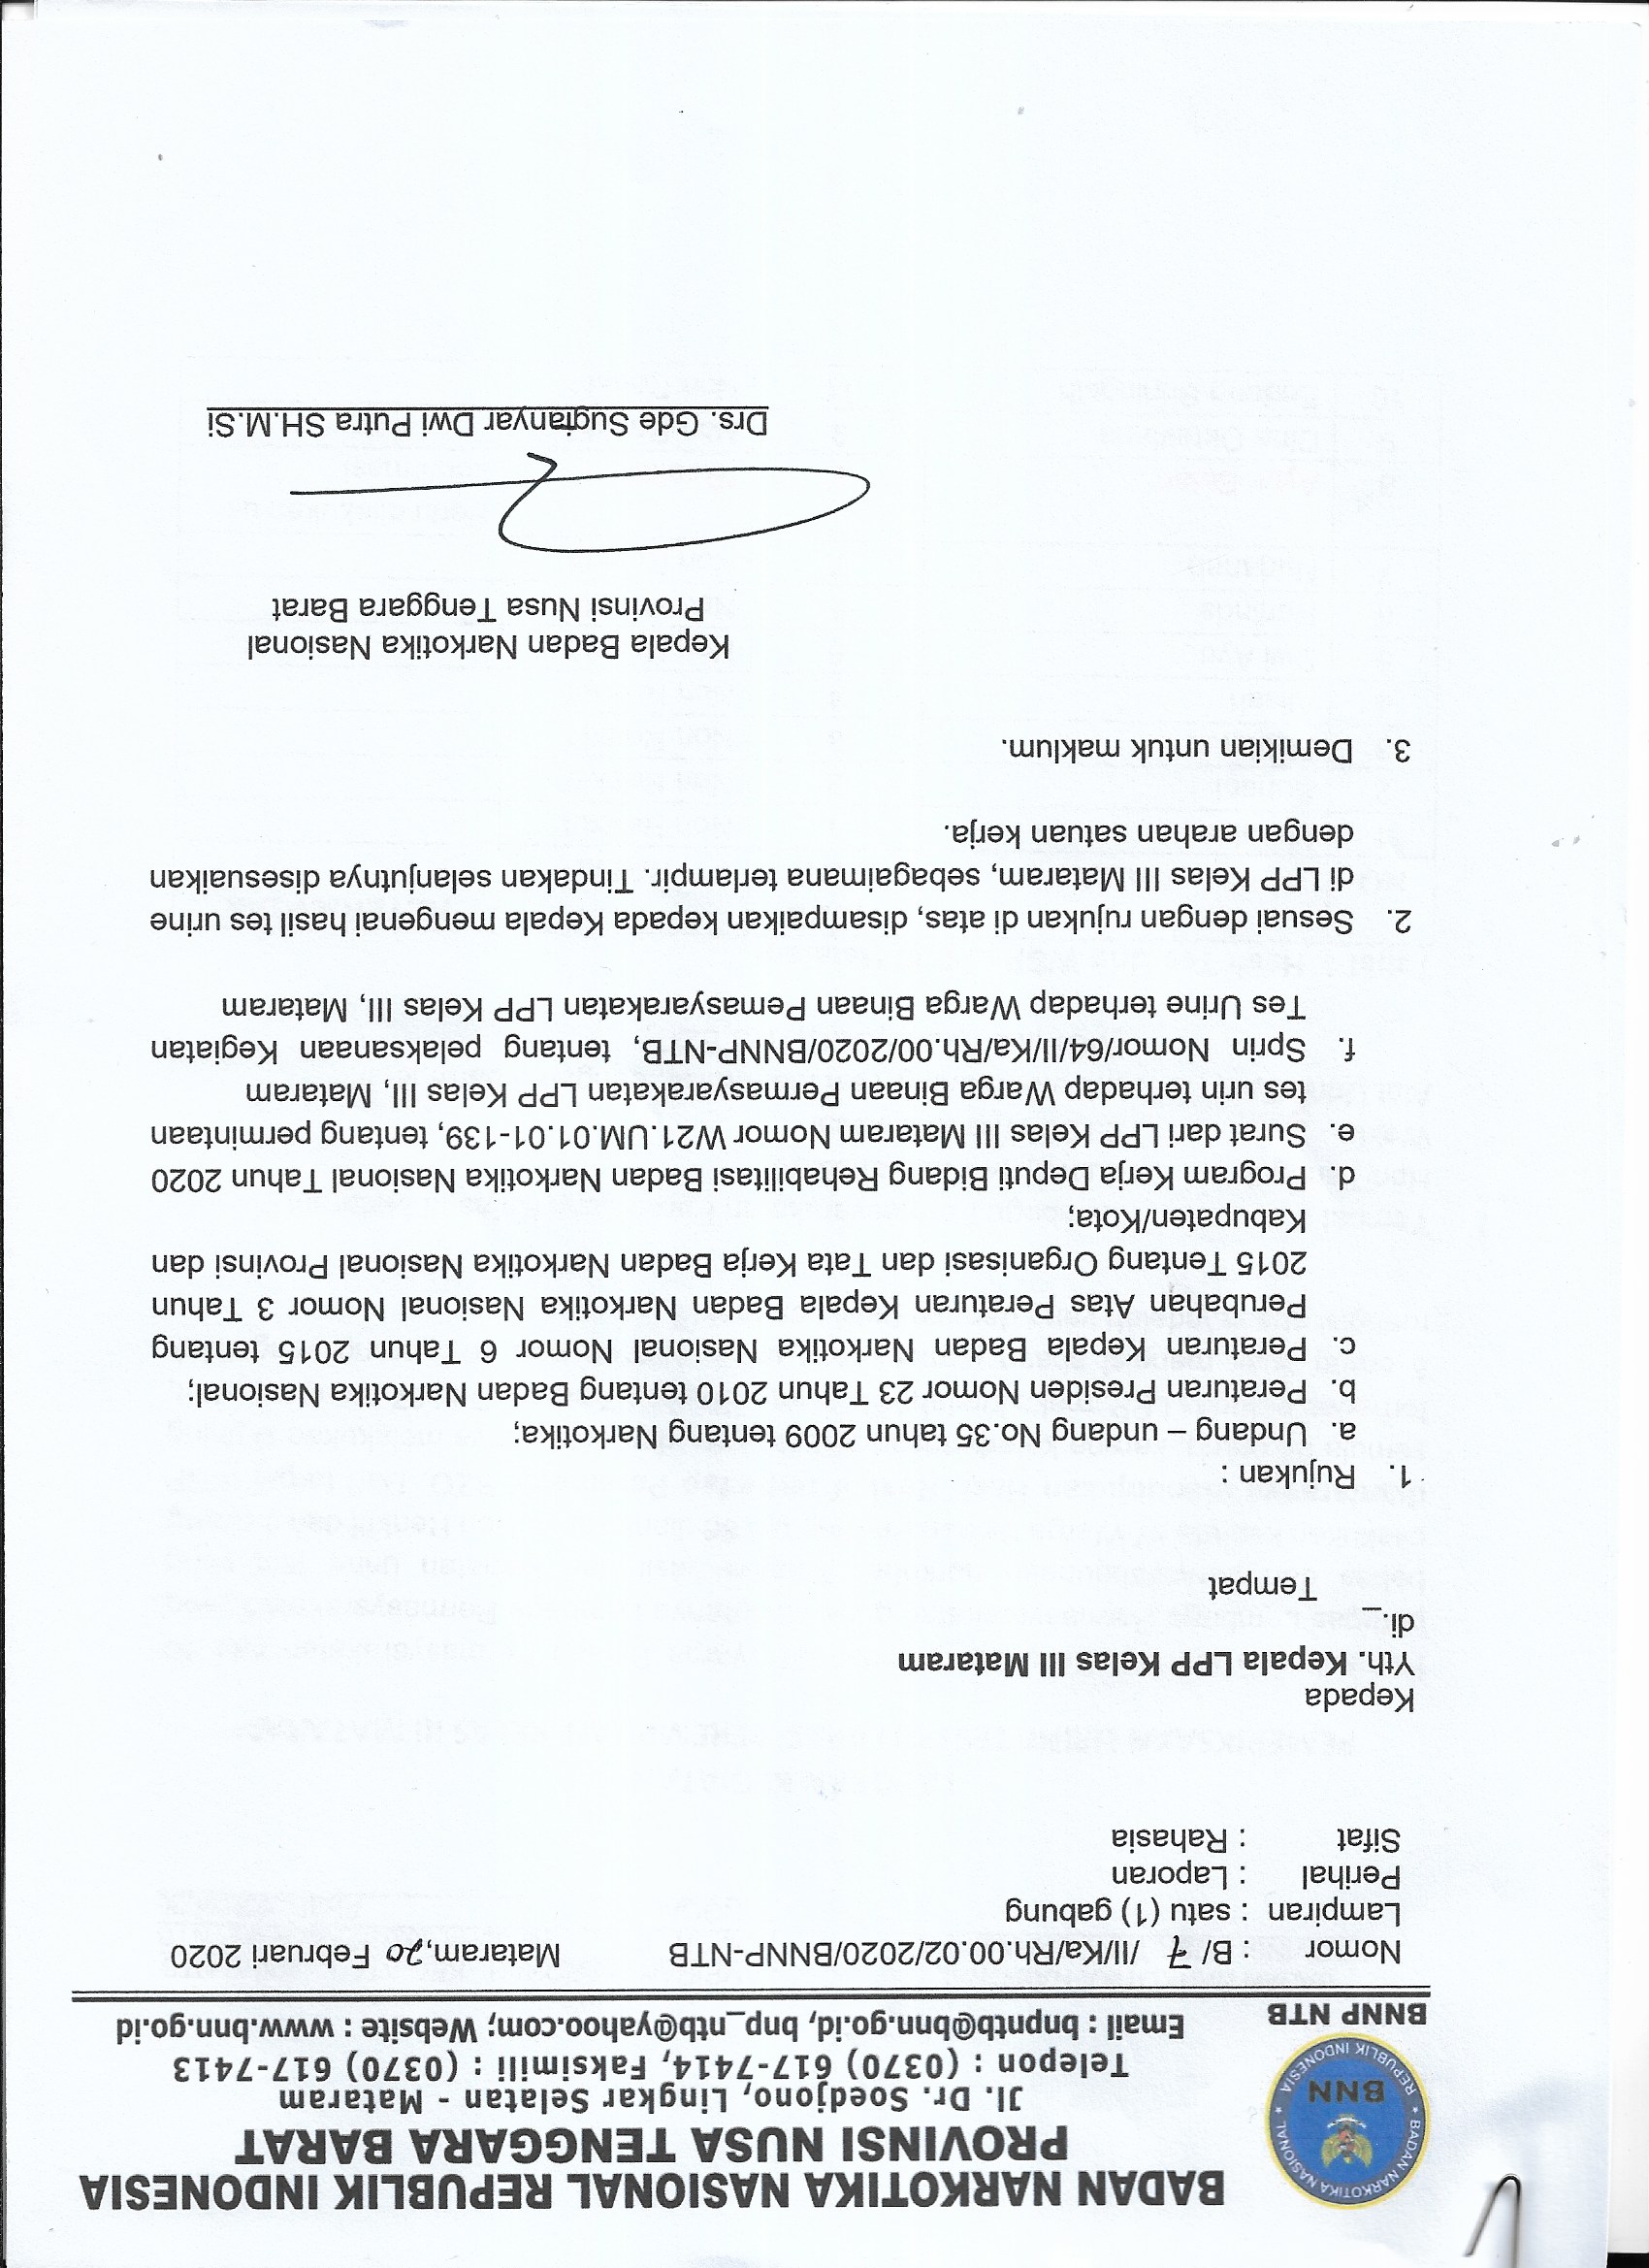 BADAN NARKOTIKA NASIONAL REPUBLIK INDONESIA
PROVINSI NUSA TENGGARA BARAT
Jl. Dr. Soedjono, Lingkar Selatan - Mataram
Telepon : (0370) 617-7414, Faksimili : (0370) 617-7413
Email : bnpntb@bnn.go.id, bnp_ntb@yahoo.com; Website : www.bnn.go.id
BADAN NARKOTIKA NASIONAL
BNN
REPUBLIK INDONESIA
BNNP NTB
Nomor : B/ 7 /II/Ka/Rh.00.02/2020/BNNP-NTB Mataram, 20 Februari 2020
Lampiran : satu (1) gabung
Perihal : Laporan
Sifat : Rahasia
Kepada
Yth. Kepala LPP Kelas III Mataram
di._
Tempat
1. Rujukan :
a. Undang – undang No.35 tahun 2009 tentang Narkotika;
b. Peraturan Presiden Nomor 23 Tahun 2010 tentang Badan Narkotika Nasional;
c. Peraturan Kepala Badan Narkotika Nasional Nomor 6 Tahun 2015 tentang
Perubahan Atas Peraturan Kepala Badan Narkotika Nasional Nomor 3 Tahun
2015 Tentang Organisasi dan Tata Kerja Badan Narkotika Nasional Provinsi dan
Kabupaten/Kota;
d. Program Kerja Deputi Bidang Rehabilitasi Badan Narkotika Nasional Tahun 2020
e. Surat dari LPP Kelas III Mataram Nomor W21.UM.01.01-139, tentang permintaan
tes urin terhadap Warga Binaan Permasyarakatan LPP Kelas III, Mataram
f. Sprin Nomor/64/II/Ka/Rh.00/2020/BNNP-NTB, tentang pelaksanaan Kegiatan
Tes Urine terhadap Warga Binaan Pemasyarakatan LPP Kelas III, Mataram
2. Sesuai dengan rujukan di atas, disampaikan kepada Kepala mengenai hasil tes urine
di LPP Kelas III Mataram, sebagaimana terlampir. Tindakan selanjutnya disesuaikan
dengan arahan satuan kerja.
3. Demikian untuk maklum.
Kepala Badan Narkotika Nasional
Provinsi Nusa Tenggara Barat
Drs. Gde Sugianyar Dwi Putra SH.M.Si